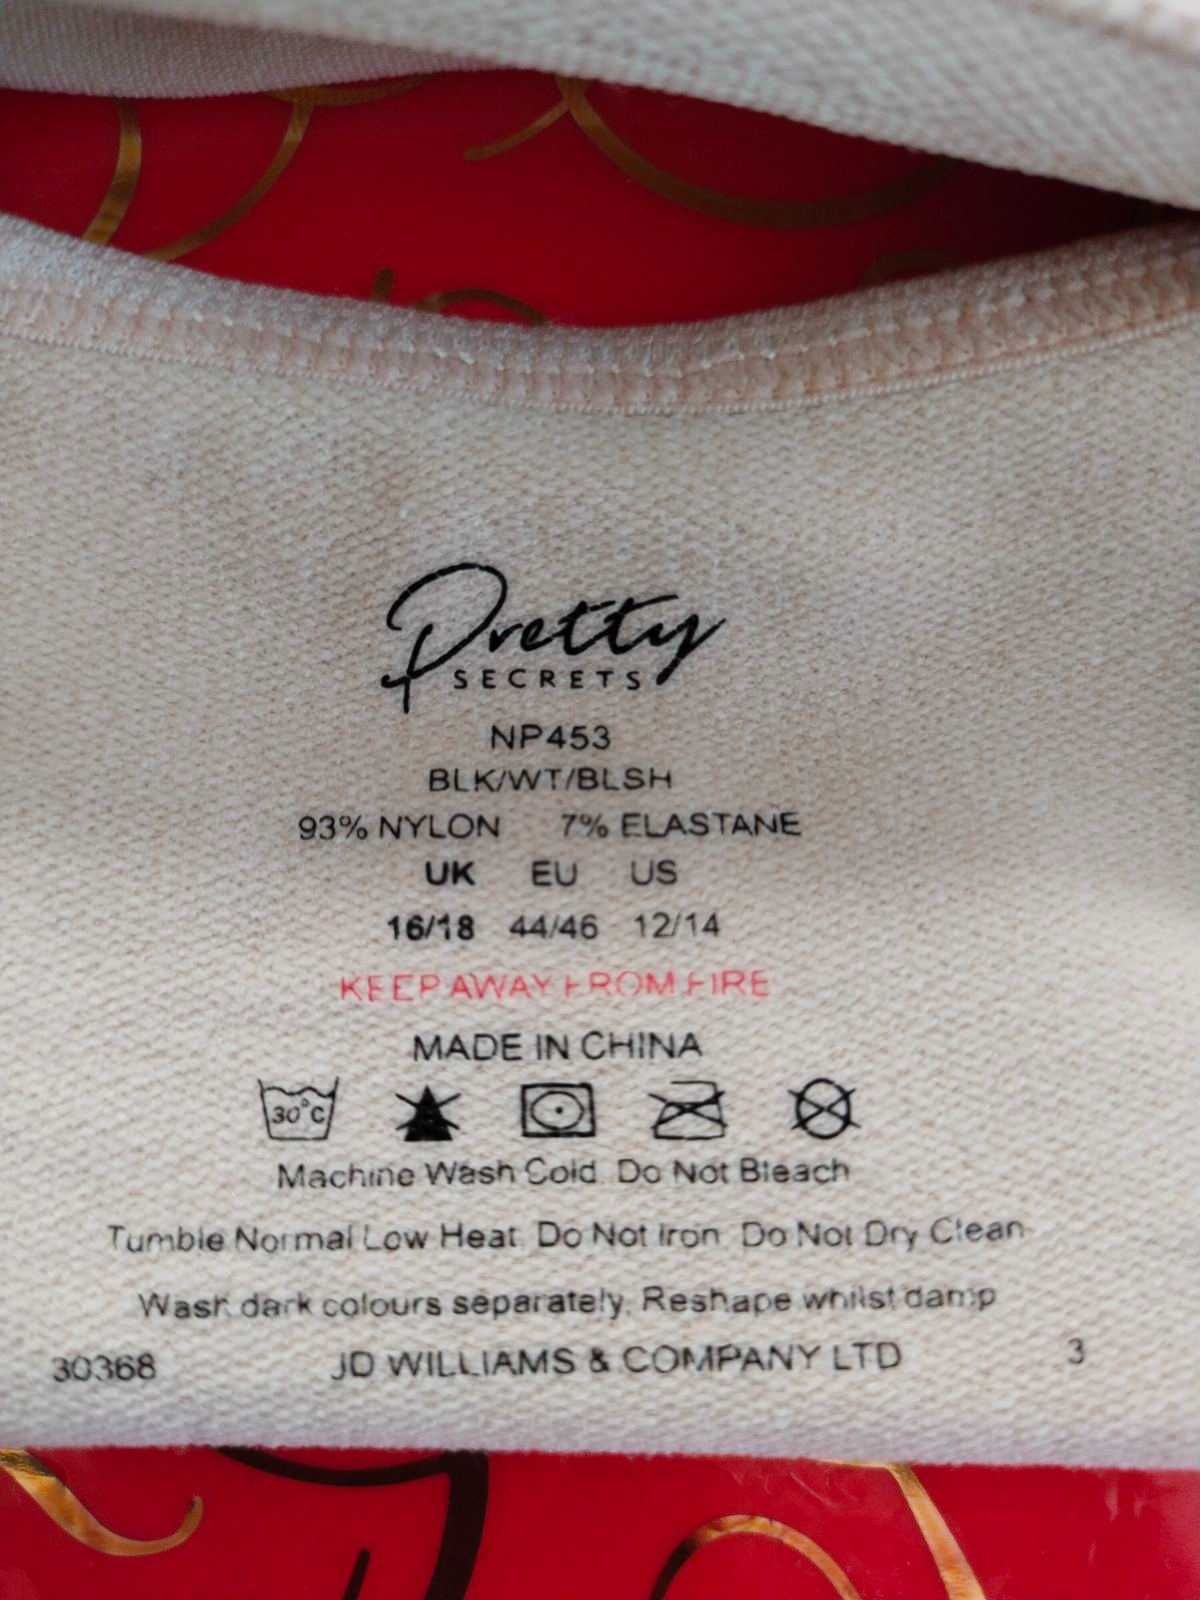 Pretty
SECRETS
NP453
BLK/WT/BLSH
93% NYLON 7% ELASTANE
UK EU US
16/18 44/46 12/14
KEEP AWAY FROM FIRE
MADE IN CHINA
30°C
Machine Wash Cold. Do Not Bleach
Tumble Normal Low Heat. Do Not Iron. Do Not Dry Clean
Wash dark colours separately, Reshape whilst damp
30368 JD WILLIAMS & COMPANY LTD 3